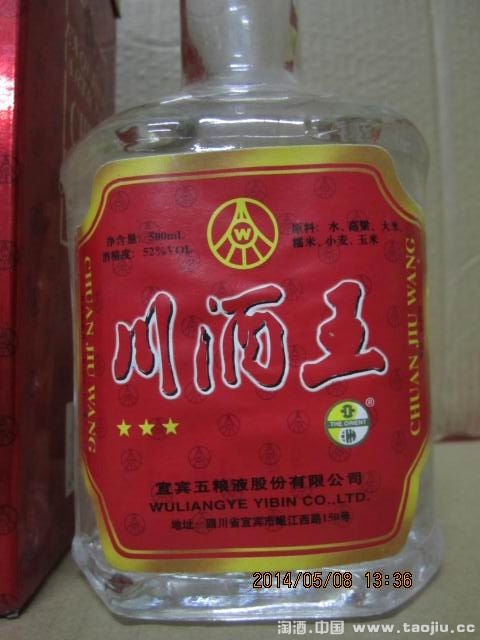 净含量: 500mL
酒精度: 52%VOL
原料: 水、高粱、大米、
糯米、小麦、玉米
W
CHUAN JIU WANG
川酒王
CHUAN JIU WANG
★★★
®
THE ORIENT
宜宾五粮液股份有限公司
WULIANGYE YIBIN CO.,LTD.
地址: 四川省宜宾市岷江西路150号
2014/05/08 13:36
淘酒.中国 www.taojiu.cc